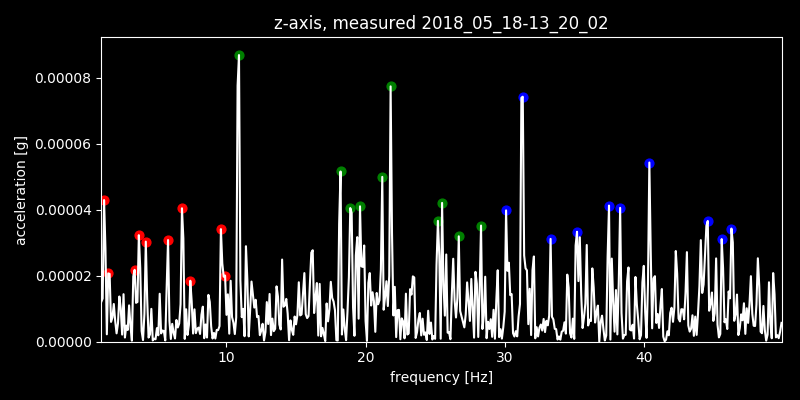 z-axis, measured 2018_05_18-13_20_02
0.00008
0.00006
0.00004
0.00002
0.00000
acceleration [g]
10 20 30 40
frequency [Hz]